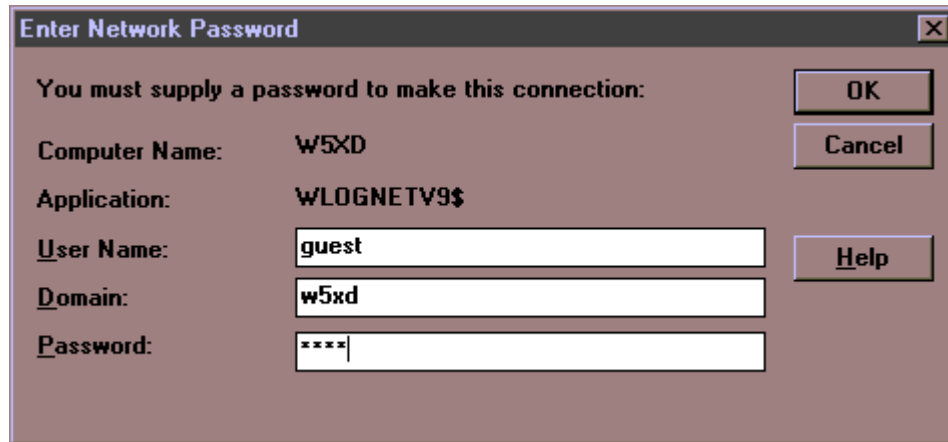 Enter Network Password
You must supply a password to make this connection:
OK
Computer Name: W5XD
Cancel
Application: WLOGNETV9$
User Name: guest
Help
Domain: w5xd
Password: ****